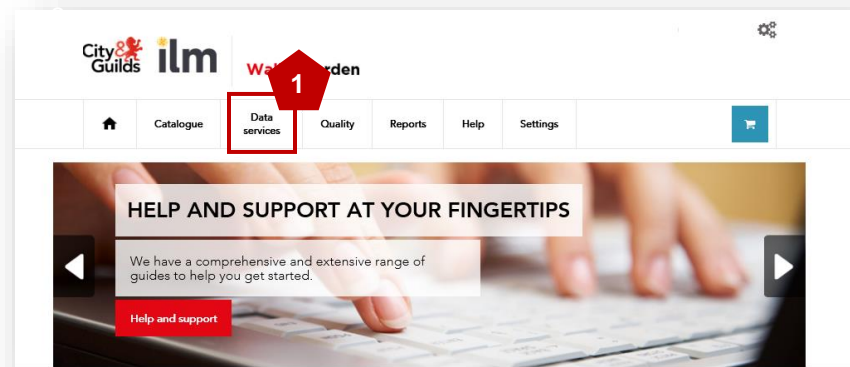 City&
Guilds
ilm
1
Catalogue
Data
services
Quality
Reports
Help
Settings
HELP AND SUPPORT AT YOUR FINGERTIPS
We have a comprehensive and extensive range of
guides to help you get started.
Help and support